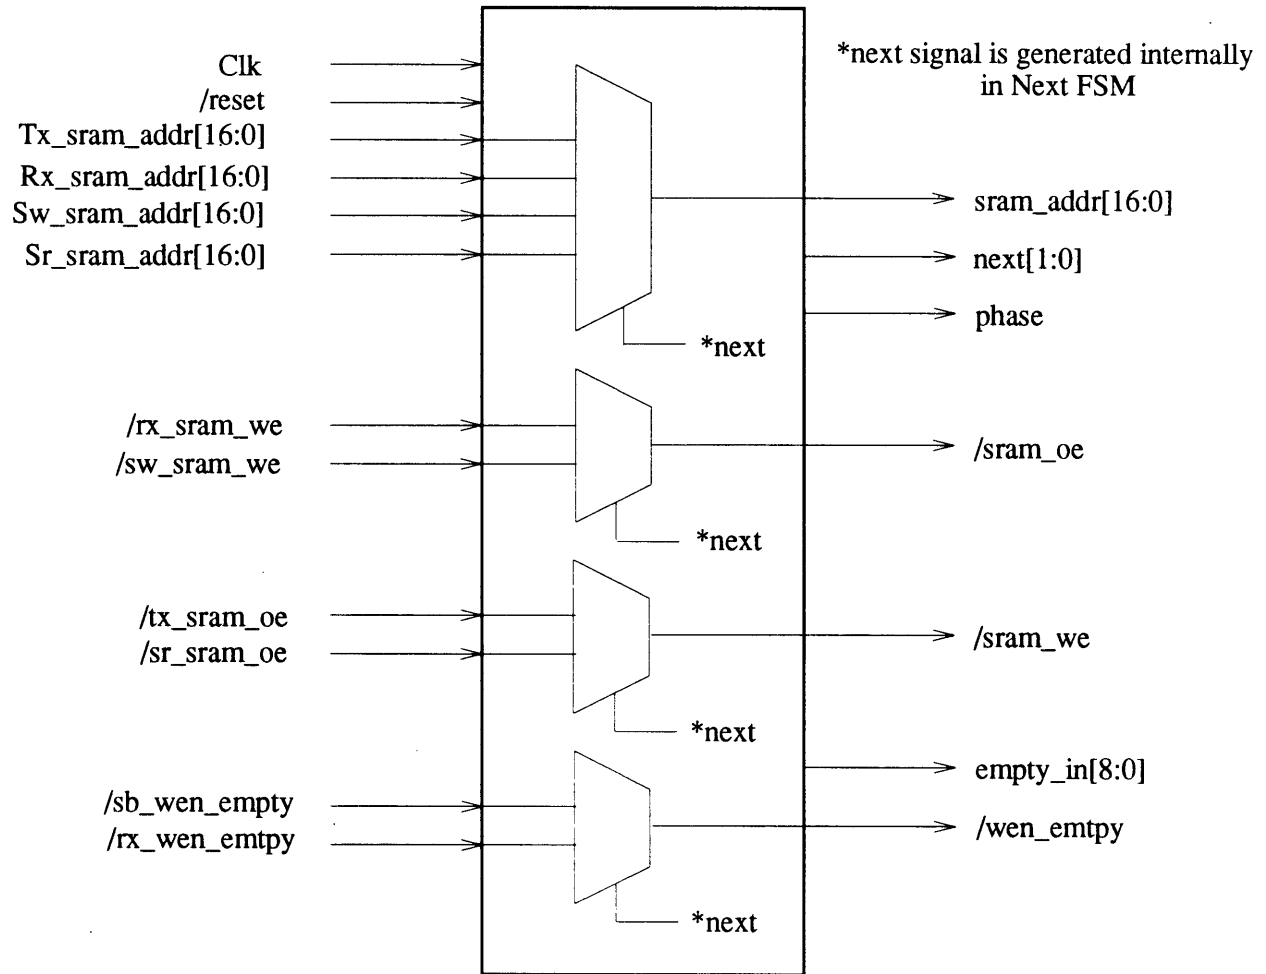 *next signal is generated internally
in Next FSM
Clk
/reset
Tx_sram_addr[16:0]
Rx_sram_addr[16:0]
Sw_sram_addr[16:0]
Sr_sram_addr[16:0]
sram_addr[16:0]
next[1:0]
phase
*next
/rx_sram_we
/sw_sram_we
/sram_oe
*next
/tx_sram_oe
/sr_sram_oe
/sram_we
*next
/sb_wen_empty
/rx_wen_emtpy
empty_in[8:0]
/wen_emtpy
*next